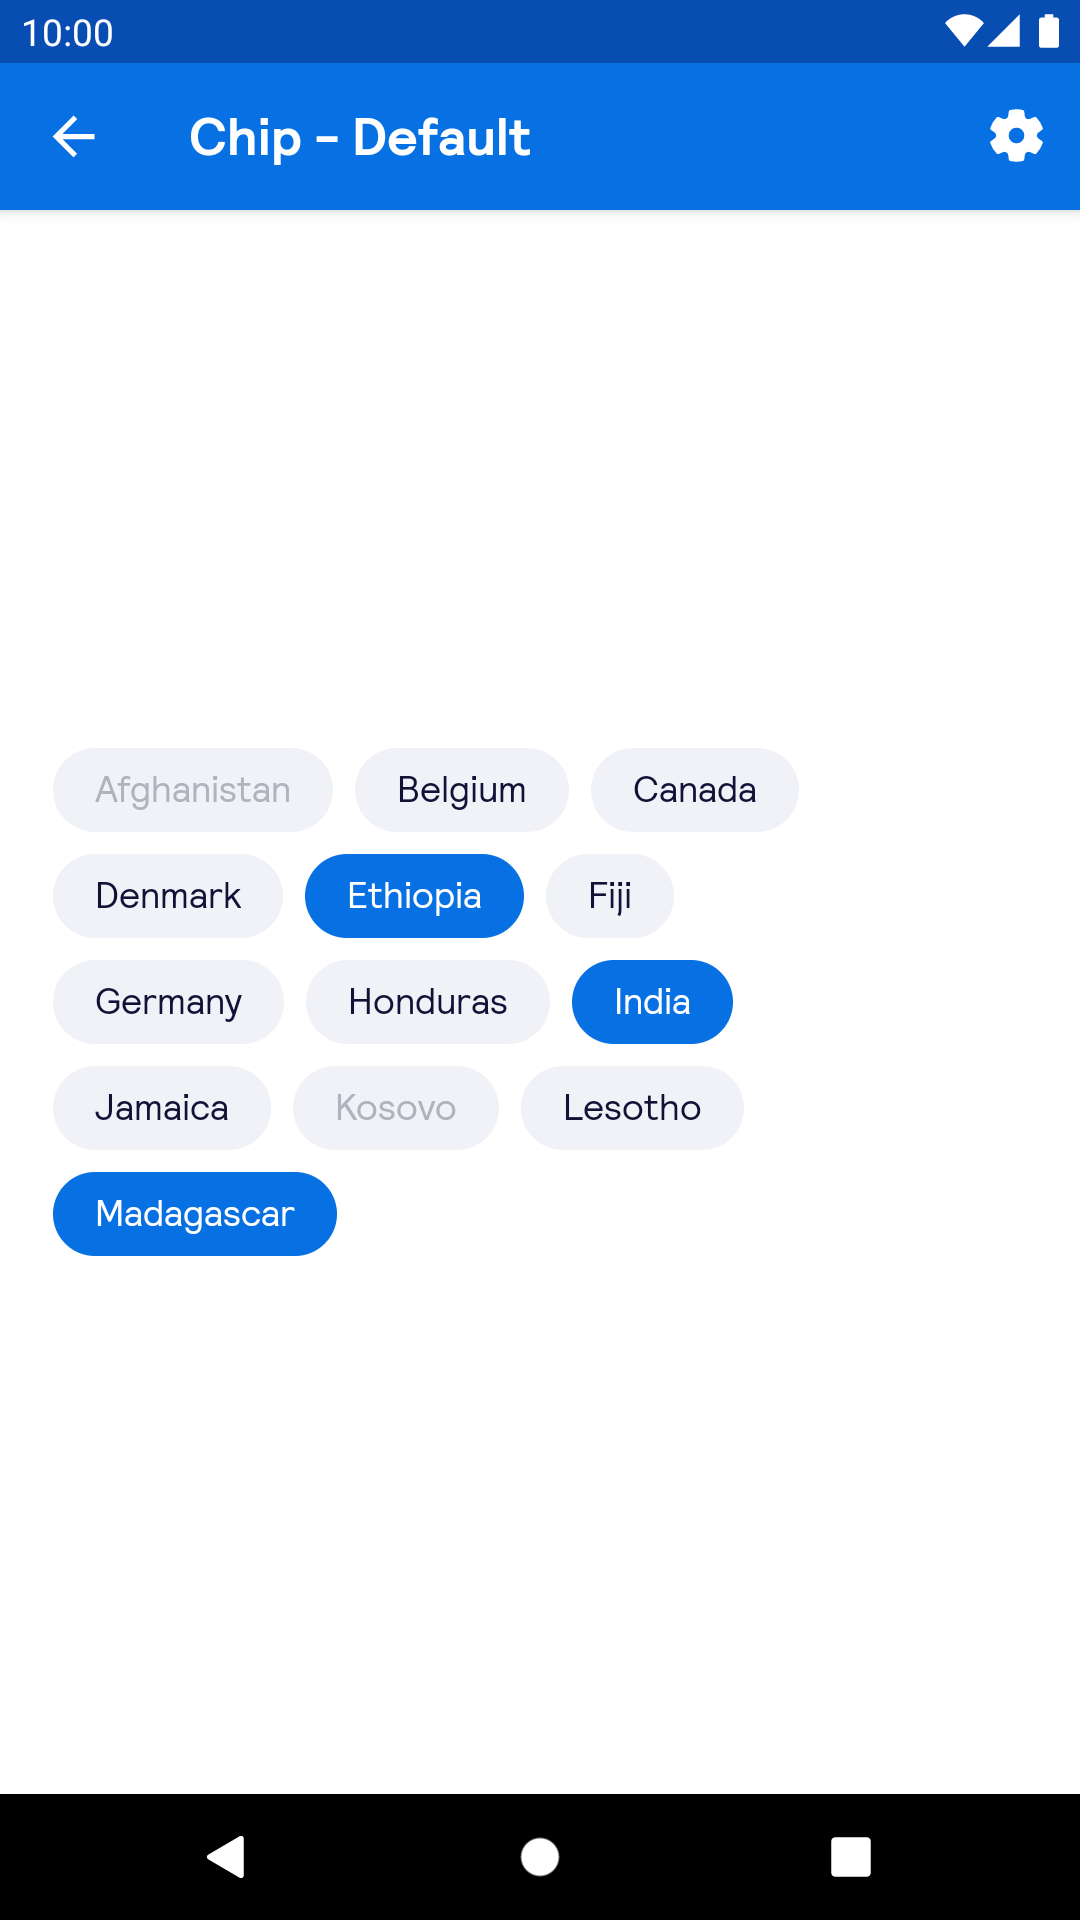 10:00
Chip - Default
Afghanistan Belgium Canada
Denmark Ethiopia Fiji
Germany Honduras India
Jamaica Kosovo Lesotho
Madagascar